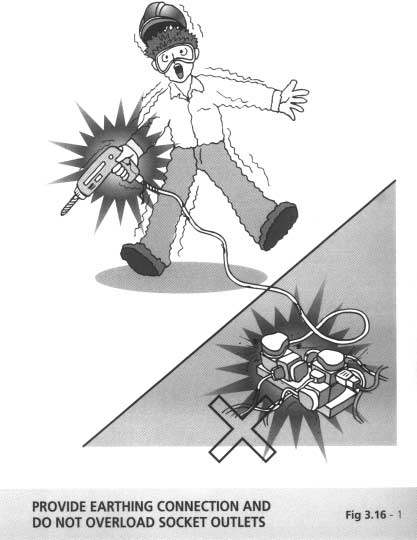 PROVIDE EARTHING CONNECTION AND
DO NOT OVERLOAD SOCKET OUTLETS
Fig 3.16 - 1